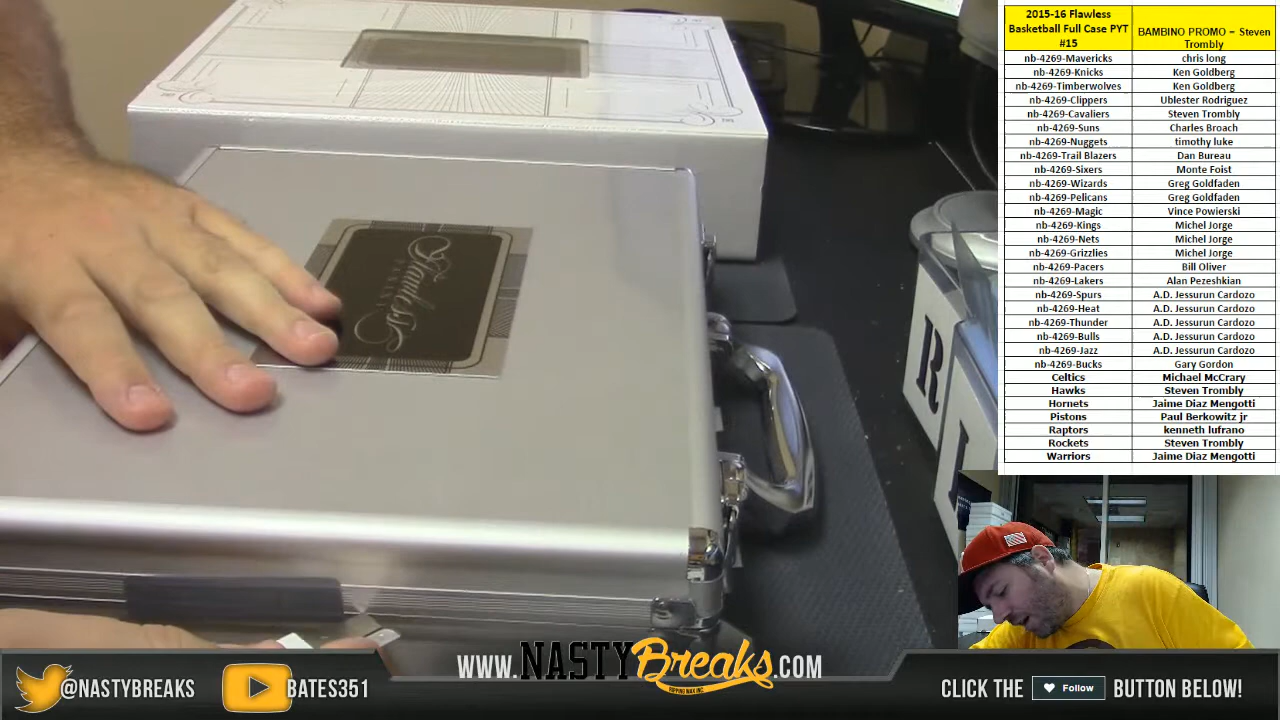 2015-16 Flawless
Basketball Full Case PYT
#15
BAMBINO PROMO - Steven
Trombly
nb-4269-Mavericks chris long
nb-4269-Knicks Ken Goldberg
nb-4269-Timberwolves Ken Goldberg
nb-4269-Clippers Ublester Rodriguez
nb-4269-Cavaliers Steven Trombly
nb-4269-Suns Charles Broach
nb-4269-Nuggets timothy luke
nb-4269-Trail Blazers Dan Bureau
nb-4269-Sixers Monte Foist
nb-4269-Wizards Greg Goldfaden
nb-4269-Pelicans Greg Goldfaden
nb-4269-Magic Vince Powierski
nb-4269-Kings Michel Jorge
nb-4269-Nets Michel Jorge
nb-4269-Grizzlies Michel Jorge
nb-4269-Pacers Bill Oliver
nb-4269-Lakers Alan Pezeshkian
nb-4269-Spurs A.D. Jessurun Cardozo
nb-4269-Heat A.D. Jessurun Cardozo
nb-4269-Thunder A.D. Jessurun Cardozo
nb-4269-Bulls A.D. Jessurun Cardozo
nb-4269-Jazz A.D. Jessurun Cardozo
nb-4269-Bucks Gary Gordon
Celtics Michael McCrary
Hawks Steven Trombly
Hornets Jaime Diaz Mengotti
Pistons Paul Berkowitz jr
Raptors kenneth lufrano
Rockets Steven Trombly
Warriors Jaime Diaz Mengotti
Flawless
R
I
@NASTYBREAKS
BATES351
WWW.NASTYBreaks.COM
RIPPING WAX INC.
CLICK THE Follow BUTTON BELOW!